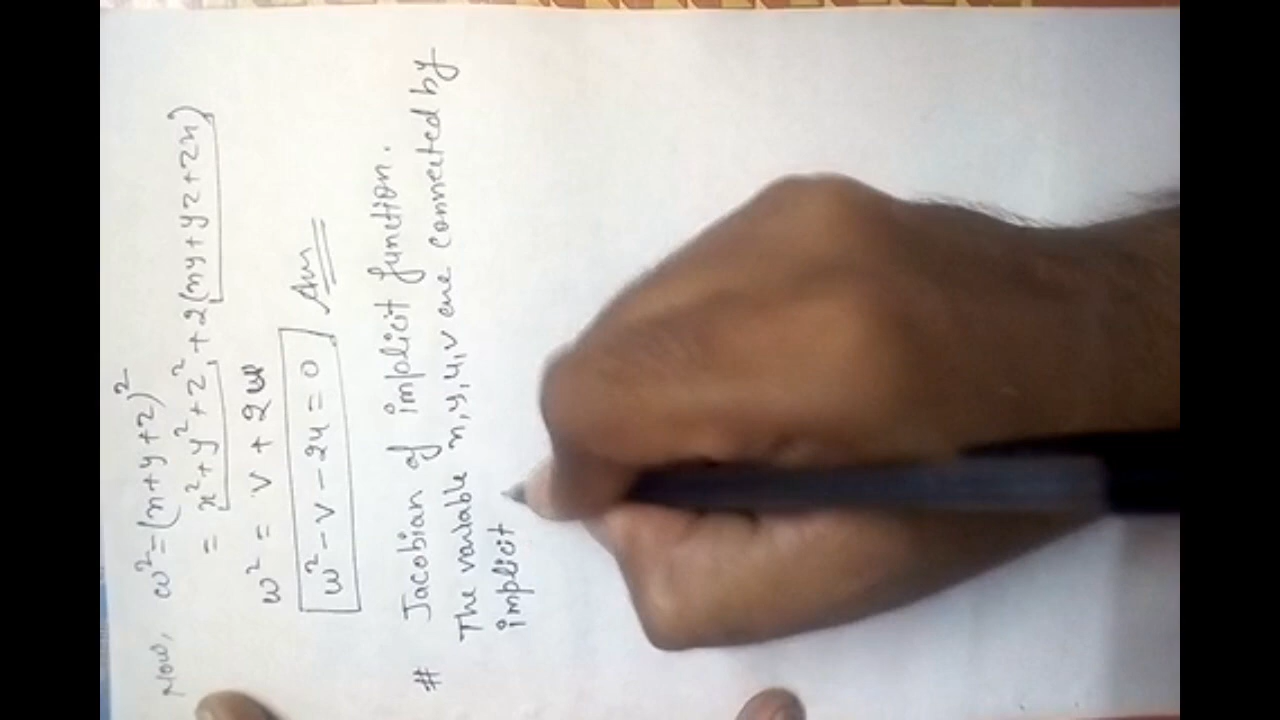 Now, w² = (x+y+z)²
= x²+y²+z²+2(xy+yz+zx)
w² = v + 2u
w² - v - 2u = 0 Ans
# Jacobian of implicit function.
The variable x, y, u, v are connected by
implicit